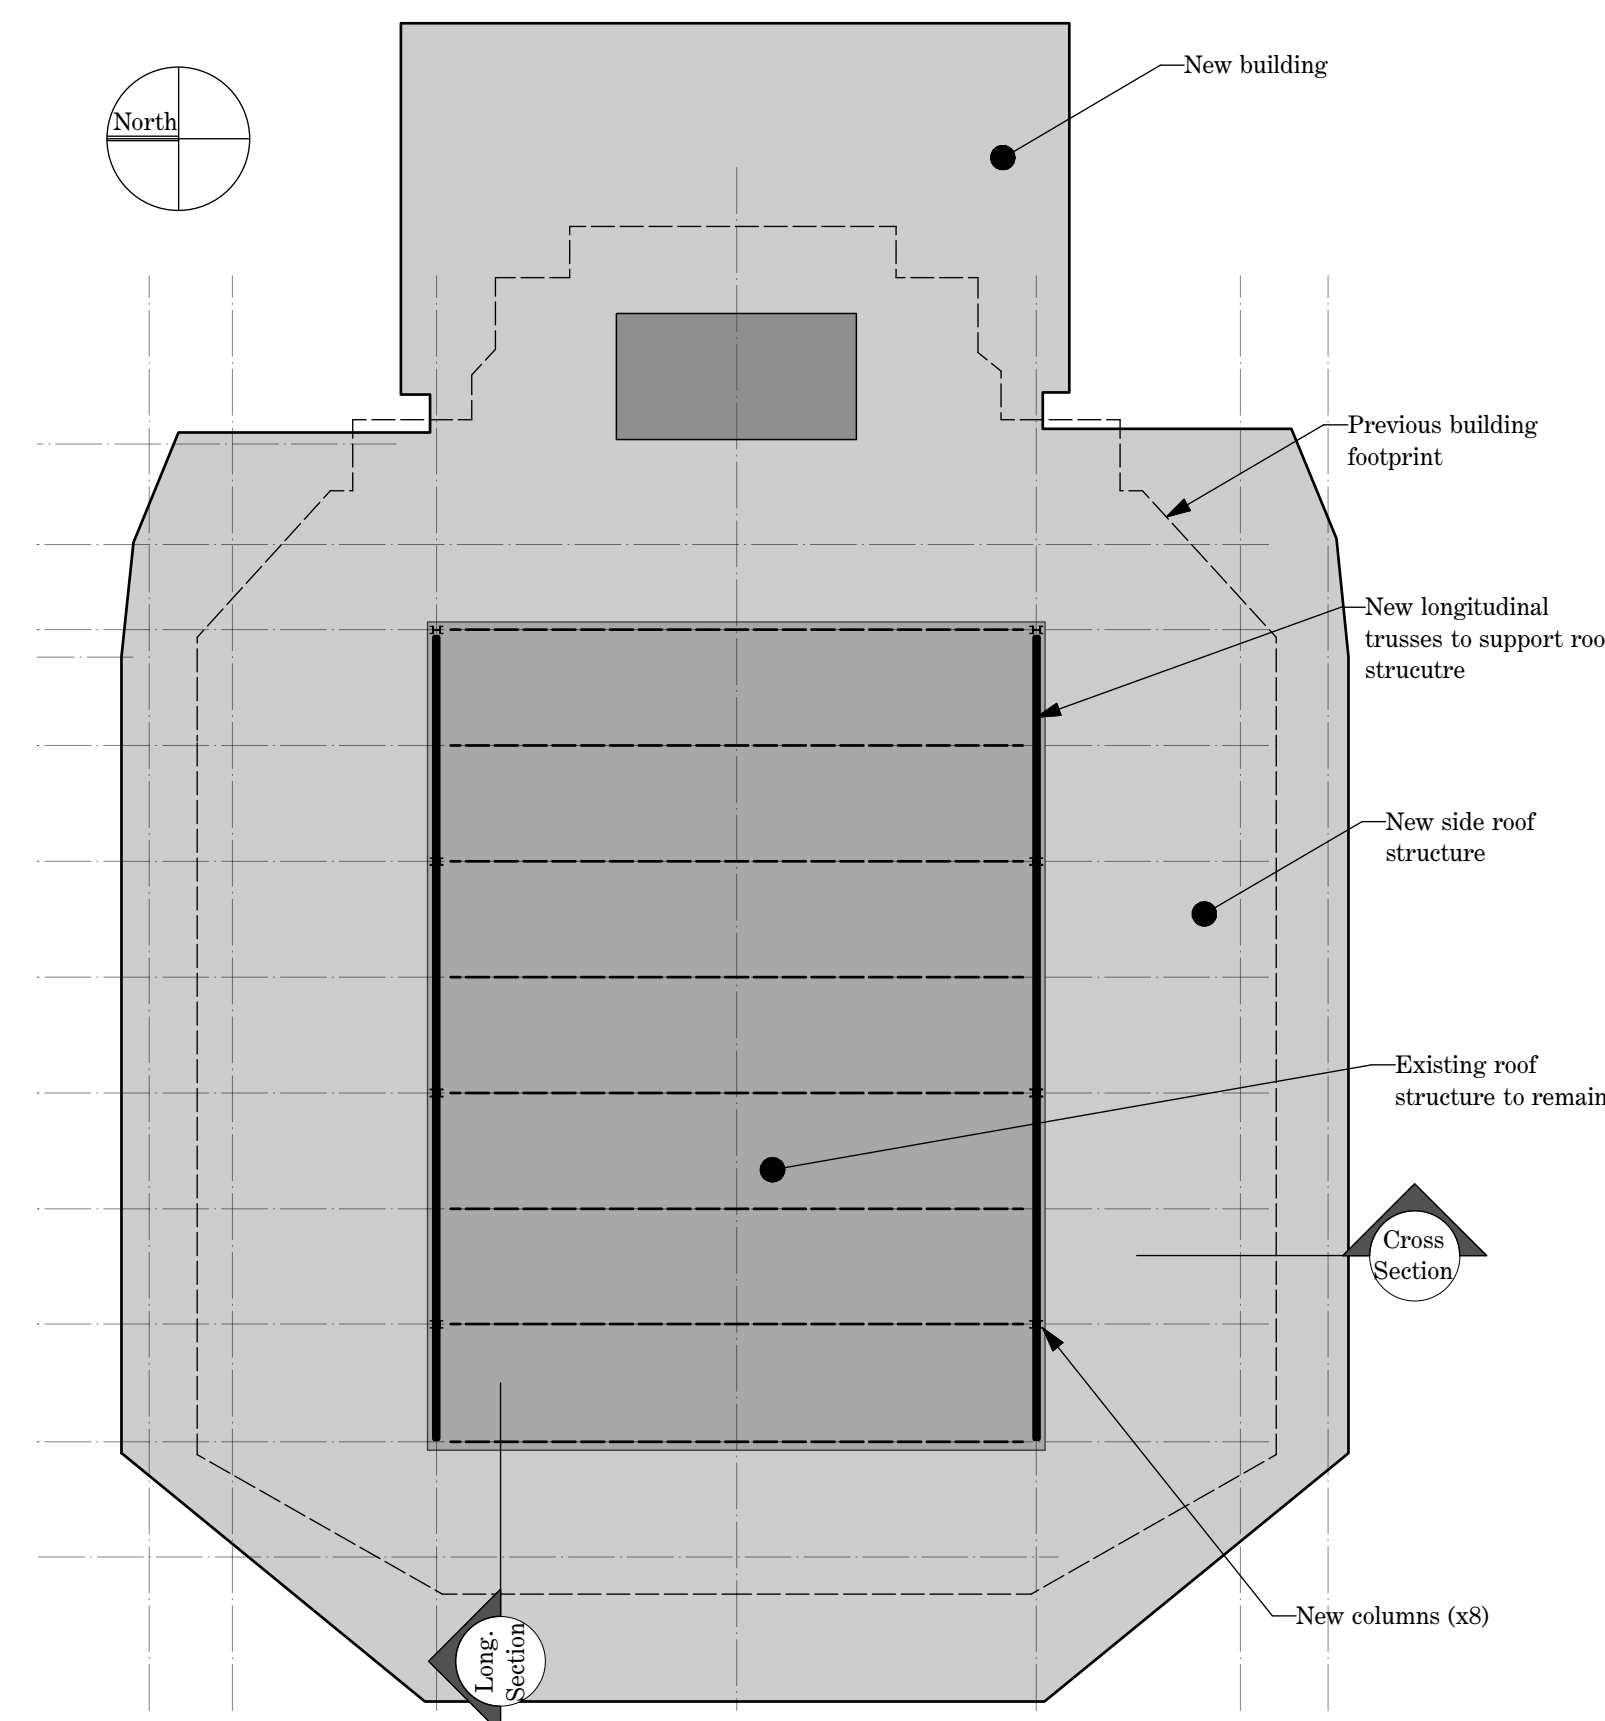 New building
North
Previous building
footprint
New longitudinal
trusses to support roo
strucutre
New side roof
structure
Existing roof
structure to remain
Cross
Section
New columns (x8)
Long.
Section